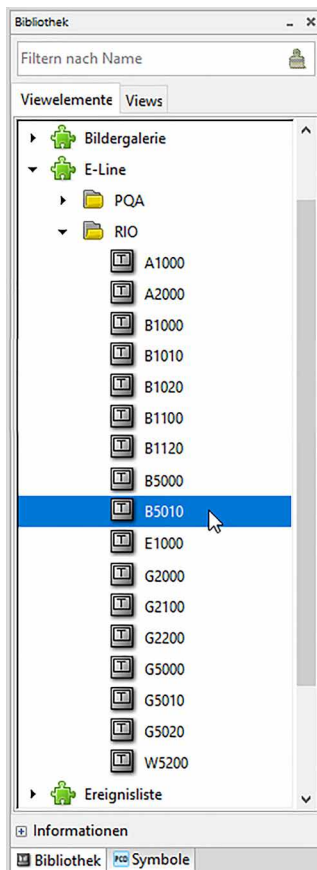 Bibliothek
Filtern nach Name
Viewelemente Views
Bildergalerie
E-Line
PQA
RIO
A1000
A2000
B1000
B1010
B1020
B1100
B1120
B5000
B5010
E1000
G2000
G2100
G2200
G5000
G5010
G5020
W5200
Ereignisliste
Informationen
Bibliothek PCD Symbole